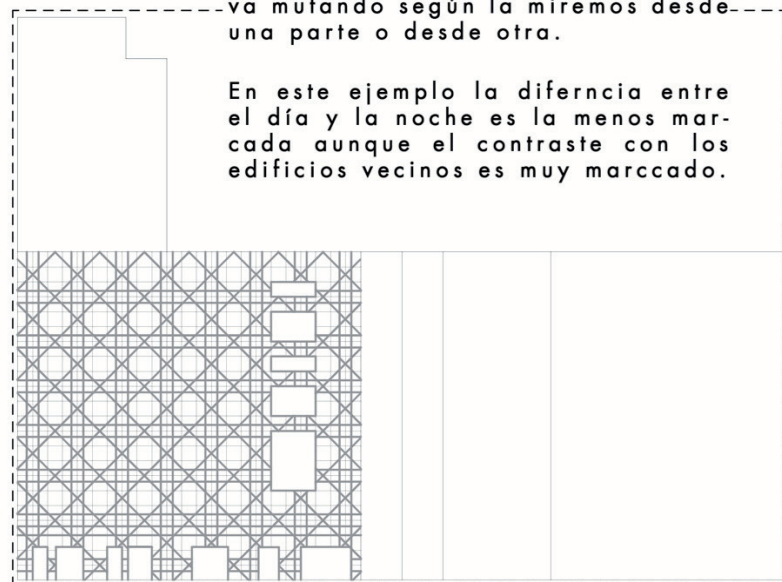 va mutando según la miremos desde
una parte o desde otra.
En este ejemplo la diferncia entre
el día y la noche es la menos mar-
cada aunque el contraste con los
edificios vecinos es muy marccado.